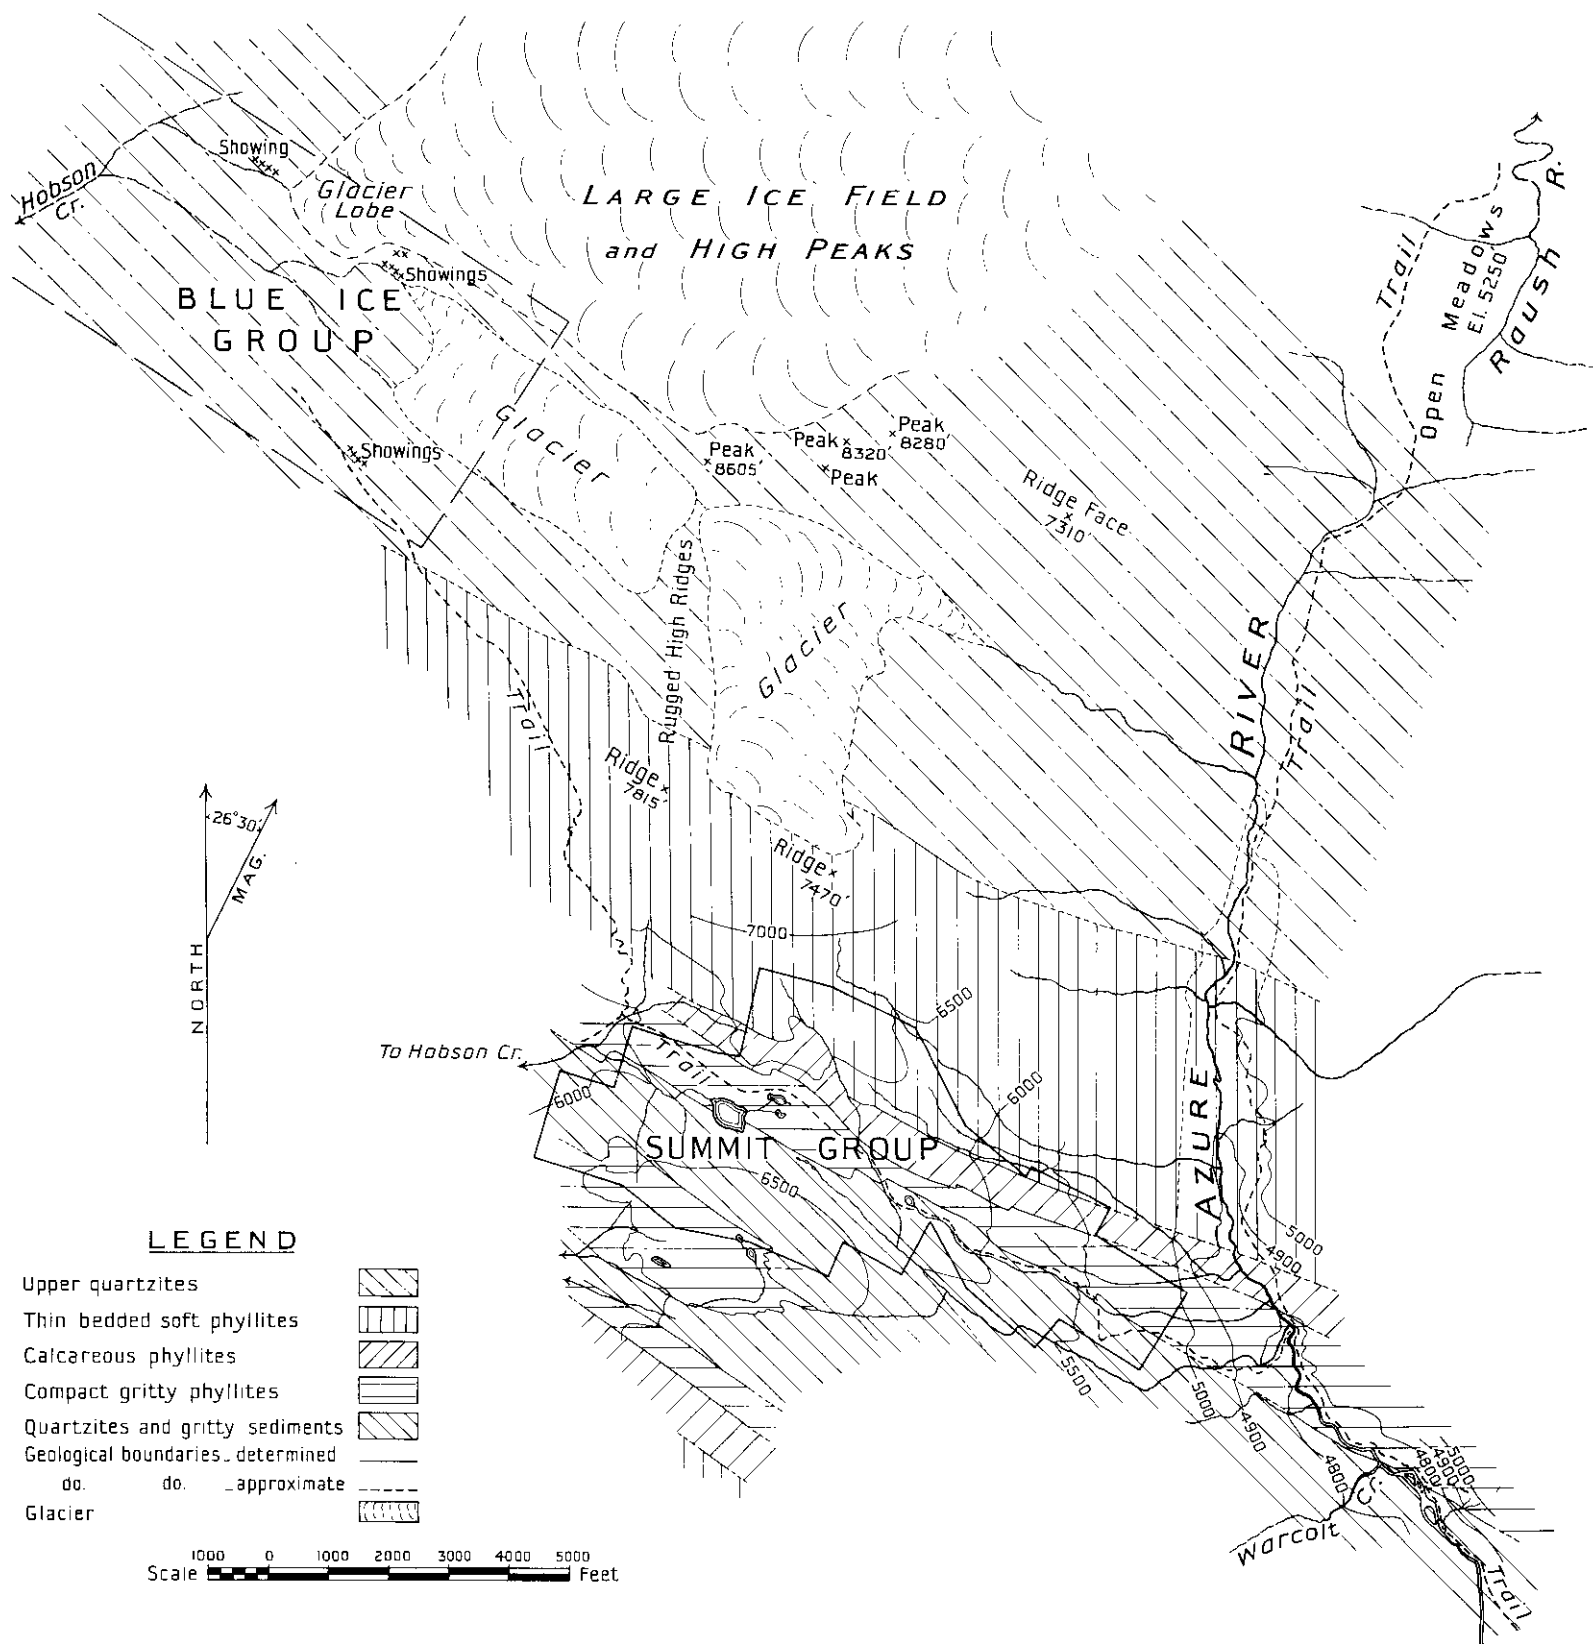 Showing
Hobson
Cr.
Glacier
Lobe
LARGE ICE FIELD
and HIGH PEAKS
Showings
BLUE ICE
GROUP
Showings
Glacier
Peak
8605'
Peak
8320'
Peak
8280'
Peak
Ridge Face
7310'
Trail
Open Meadows
El. 5250'
Raush R.
Rugged High Ridges
Glacier
Trail
Ridge
7815'
Ridge
7470'
AZURE RIVER
Trail
26°30'
MAG.
NORTH
7000
6500
6000
To Hobson Cr.
Trail
6000
SUMMIT GROUP
6500
5000
4900
5500
5000
4900
4800
5000
4900
4800
Warcolt Cr.
Trail
LEGEND
Upper quartzites
Thin bedded soft phyllites
Calcareous phyllites
Compact gritty phyllites
Quartzites and gritty sediments
Geological boundaries_determined
do. do. _approximate
Glacier
1000 0 1000 2000 3000 4000 5000
Scale Feet